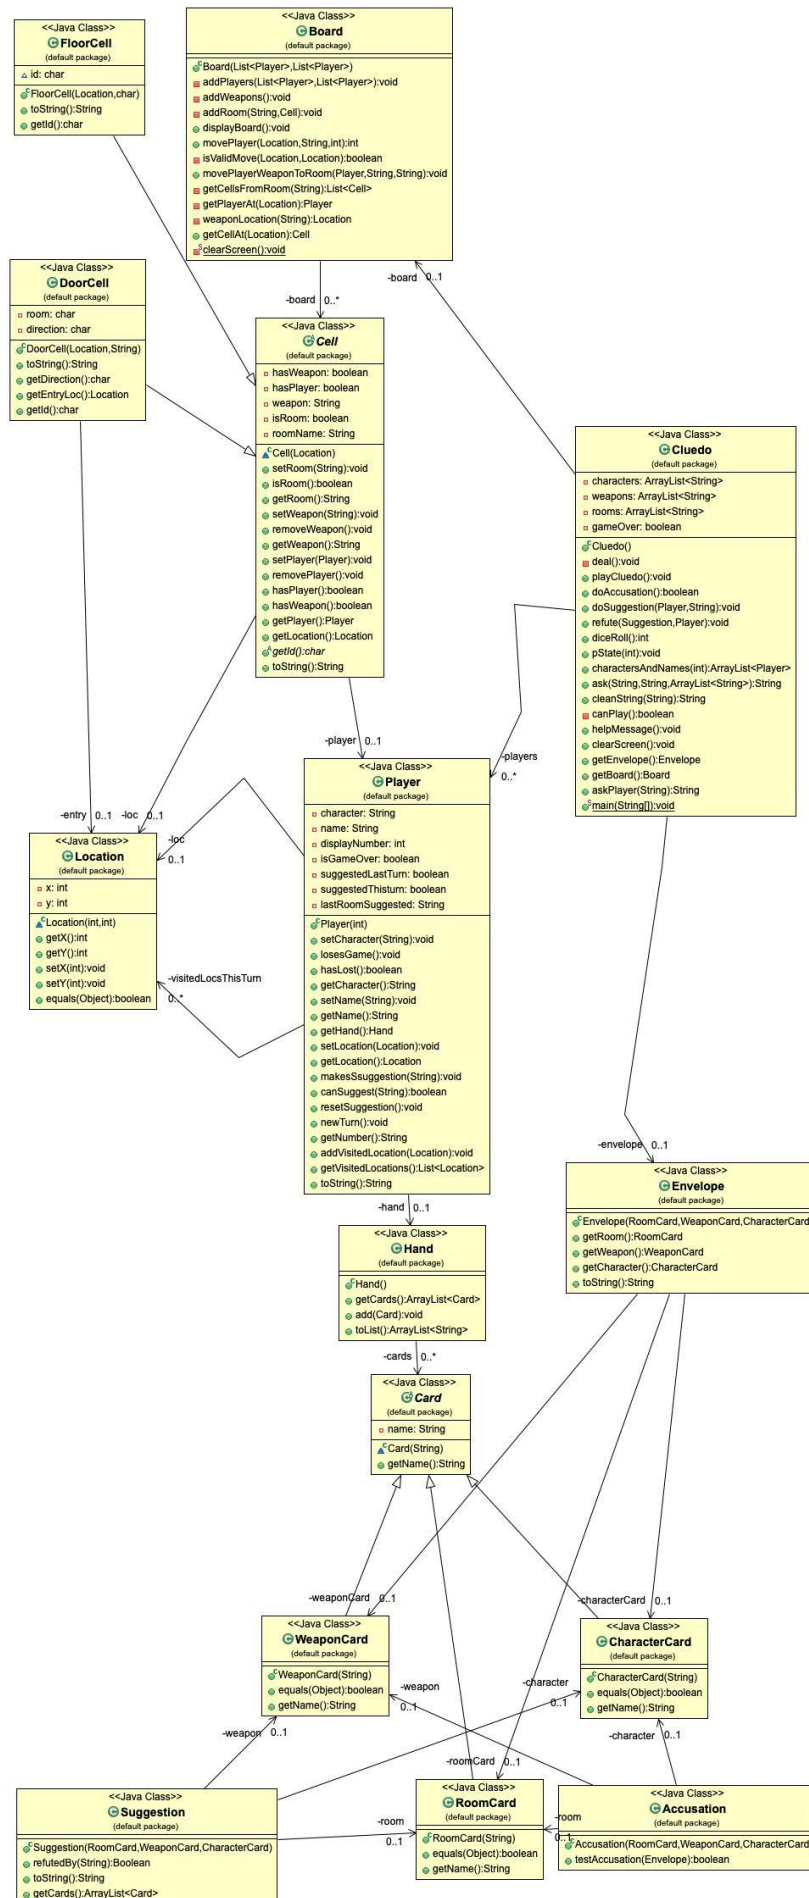 <<Java Class>>
FloorCell
(default package)
id: char
FloorCell(Location,char)
toString():String
getId():char
<<Java Class>>
Board
(default package)
Board(List<Player>,List<Player>)
addPlayers(List<Player>,List<Player>):void
addWeapons():void
addRoom(String,Cell):void
displayBoard():void
movePlayer(Location,String,int):int
isValidMove(Location,Location):boolean
movePlayerWeaponToRoom(Player,String,String):void
getCellsFromRoom(String):List<Cell>
getPlayerAt(Location):Player
weaponLocation(String):Location
getCellAt(Location):Cell
clearScreen():void
<<Java Class>>
DoorCell
(default package)
room: char
direction: char
DoorCell(Location,String)
toString():String
getDirection():char
getEntryLoc():Location
getId():char
-board 0..*
-board 0..1
<<Java Class>>
Cell
(default package)
hasWeapon: boolean
hasPlayer: boolean
weapon: String
isRoom: boolean
roomName: String
Cell(Location)
setRoom(String):void
isRoom():boolean
getRoom():String
setWeapon(String):void
removeWeapon():void
getWeapon():String
setPlayer(Player):void
removePlayer():void
hasPlayer():boolean
hasWeapon():boolean
getPlayer():Player
getLocation():Location
getId():char
toString():String
<<Java Class>>
Cluedo
(default package)
characters: ArrayList<String>
weapons: ArrayList<String>
rooms: ArrayList<String>
gameOver: boolean
Cluedo()
deal():void
playCluedo():void
doAccusation():boolean
doSuggestion(Player,String):void
refute(Suggestion,Player):void
diceRoll():int
pState(int):void
charactersAndNames(int):ArrayList<Player>
ask(String,String,ArrayList<String>):String
cleanString(String):String
canPlay():boolean
helpMessage():void
clearScreen():void
getEnvelope():Envelope
getBoard():Board
askPlayer(String):String
main(String[]):void
-player 0..1
-players
0..*
-entry 0..1
-loc 0..1
-loc
0..1
<<Java Class>>
Location
(default package)
x: int
y: int
Location(int,int)
getX():int
getY():int
setX(int):void
setY(int):void
equals(Object):boolean
-visitedLocsThisTurn
0..*
<<Java Class>>
Player
(default package)
character: String
name: String
displayNumber: int
isGameOver: boolean
suggestedLastTurn: boolean
suggestedThisturn: boolean
lastRoomSuggested: String
Player(int)
setCharacter(String):void
losesGame():void
hasLost():boolean
getCharacter():String
setName(String):void
getName():String
getHand():Hand
setLocation(Location):void
getLocation():Location
makesSsuggestion(String):void
canSuggest(String):boolean
resetSuggestion():void
newTurn():void
getNumber():String
addVisitedLocation(Location):void
getVisitedLocations():List<Location>
toString():String
-envelope 0..1
<<Java Class>>
Envelope
(default package)
Envelope(RoomCard,WeaponCard,CharacterCard
getRoom():RoomCard
getWeapon():WeaponCard
getCharacter():CharacterCard
toString():String
-hand 0..1
<<Java Class>>
Hand
(default package)
Hand()
getCards():ArrayList<Card>
add(Card):void
toList():ArrayList<String>
-cards 0..*
<<Java Class>>
Card
(default package)
name: String
Card(String)
getName():String
-weaponCard 0..1
-characterCard 0..1
<<Java Class>>
WeaponCard
(default package)
WeaponCard(String)
equals(Object):boolean
getName():String
<<Java Class>>
CharacterCard
(default package)
CharacterCard(String)
equals(Object):boolean
getName():String
-weapon
0..1
-character
0..1
-weapon 0..1
-character 0..1
-roomCard 0..1
<<Java Class>>
Suggestion
(default package)
Suggestion(RoomCard,WeaponCard,CharacterCard)
refutedBy(String):Boolean
toString():String
getCards():ArrayList<Card>
-room
0..1
<<Java Class>>
RoomCard
(default package)
RoomCard(String)
equals(Object):boolean
getName():String
-room
0..1
<<Java Class>>
Accusation
(default package)
Accusation(RoomCard,WeaponCard,CharacterCard
testAccusation(Envelope):boolean